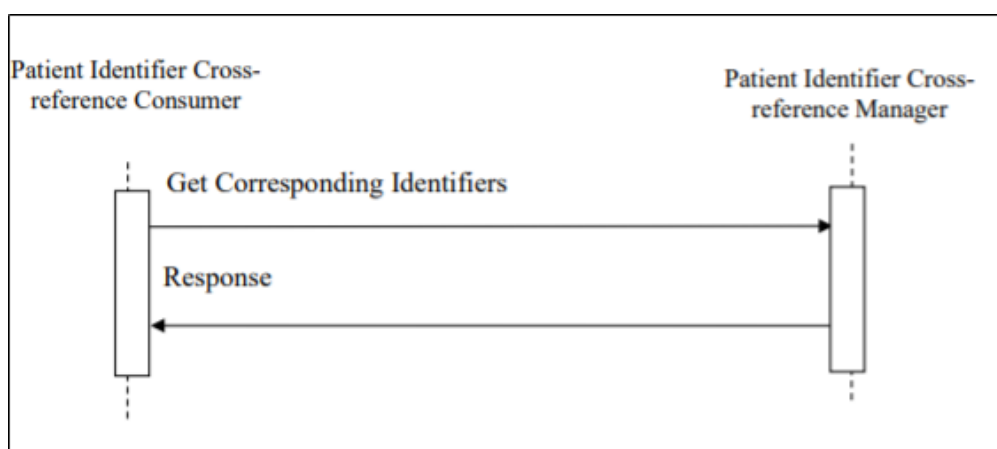 Patient Identifier Cross-
reference Consumer
Patient Identifier Cross-
reference Manager
Get Corresponding Identifiers
Response